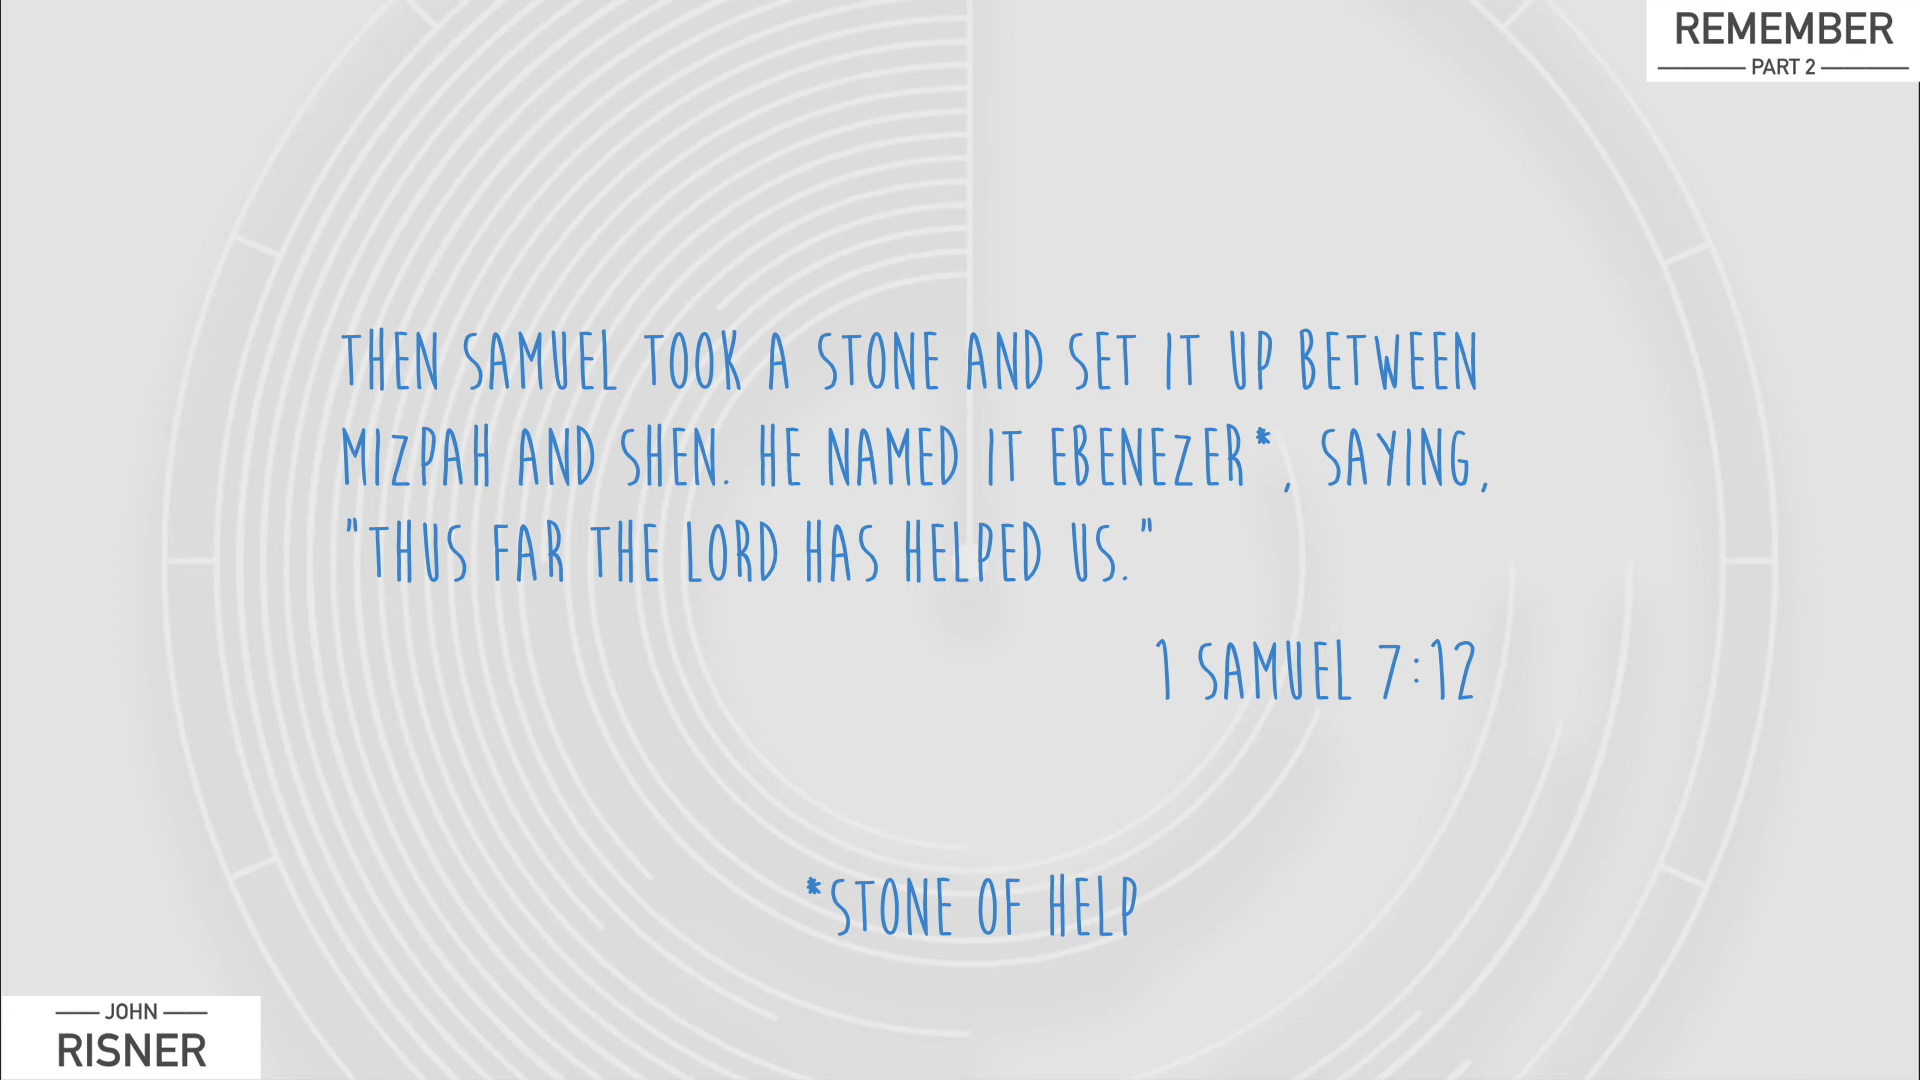 REMEMBER
PART 2
THEN SAMUEL TOOK A STONE AND SET IT UP BETWEEN
MIZPAH AND SHEN. HE NAMED IT EBENEZER*, SAYING,
"THUS FAR THE LORD HAS HELPED US."
1 SAMUEL 7:12
*STONE OF HELP
JOHN
RISNER